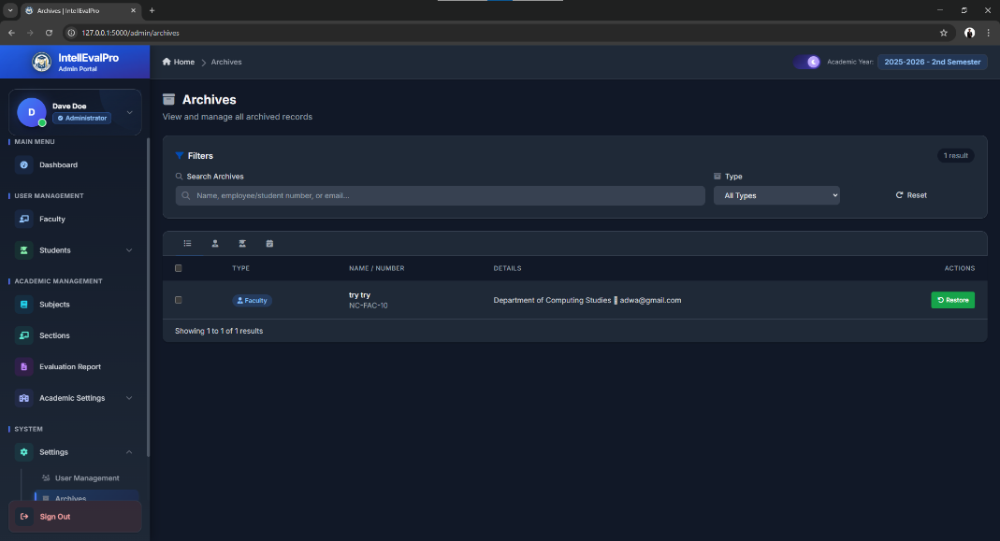 Archives | IntellEvalPro
127.0.0.1:5000/admin/archives
IntellEvalPro
Admin Portal
D
Dave Doe
Administrator
MAIN MENU
Dashboard
USER MANAGEMENT
Faculty
Students
ACADEMIC MANAGEMENT
Subjects
Sections
Evaluation Report
Academic Settings
SYSTEM
Settings
User Management
Archives
Sign Out
Home
Archives
Academic Year:
2025-2026 - 2nd Semester
Archives
View and manage all archived records
Filters
1 result
Search Archives
Type
Name, employee/student number, or email...
All Types
Reset
TYPE NAME / NUMBER DETAILS ACTIONS
Faculty
try try
NC-FAC-10
Department of Computing Studies
adwa@gmail.com
Restore
Showing 1 to 1 of 1 results